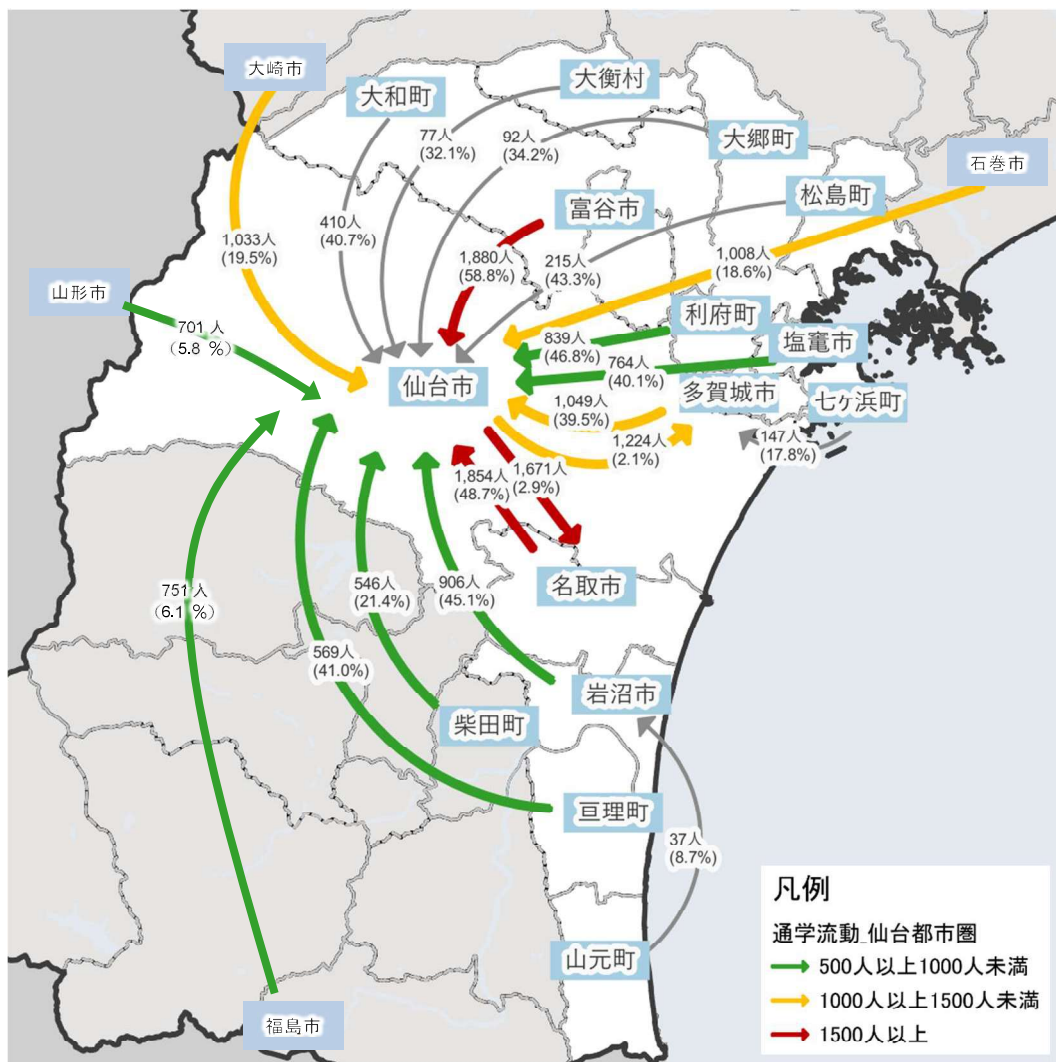 大崎市
大和町
大衡村
77人
(32.1%)
92人
(34.2%)
大郷町
石巻市
松島町
富谷市
410人
(40.7%)
1,033人
(19.5%)
1,880人
(58.8%)
215人
(43.3%)
1,008人
(18.6%)
山形市
701 人
(5.8 %)
利府町
839人
(46.8%)
塩竈市
764人
(40.1%)
仙台市
多賀城市
七ヶ浜町
1,049人
(39.5%)
1,224人
(2.1%)
147人
(17.8%)
1,854人
(48.7%)
1,671人
(2.9%)
名取市
751 人
(6.1 %)
546人
(21.4%)
906人
(45.1%)
569人
(41.0%)
岩沼市
柴田町
亘理町
37人
(8.7%)
山元町
福島市
凡例
通学流動_仙台都市圏
500人以上1000人未満
1000人以上1500人未満
1500人以上